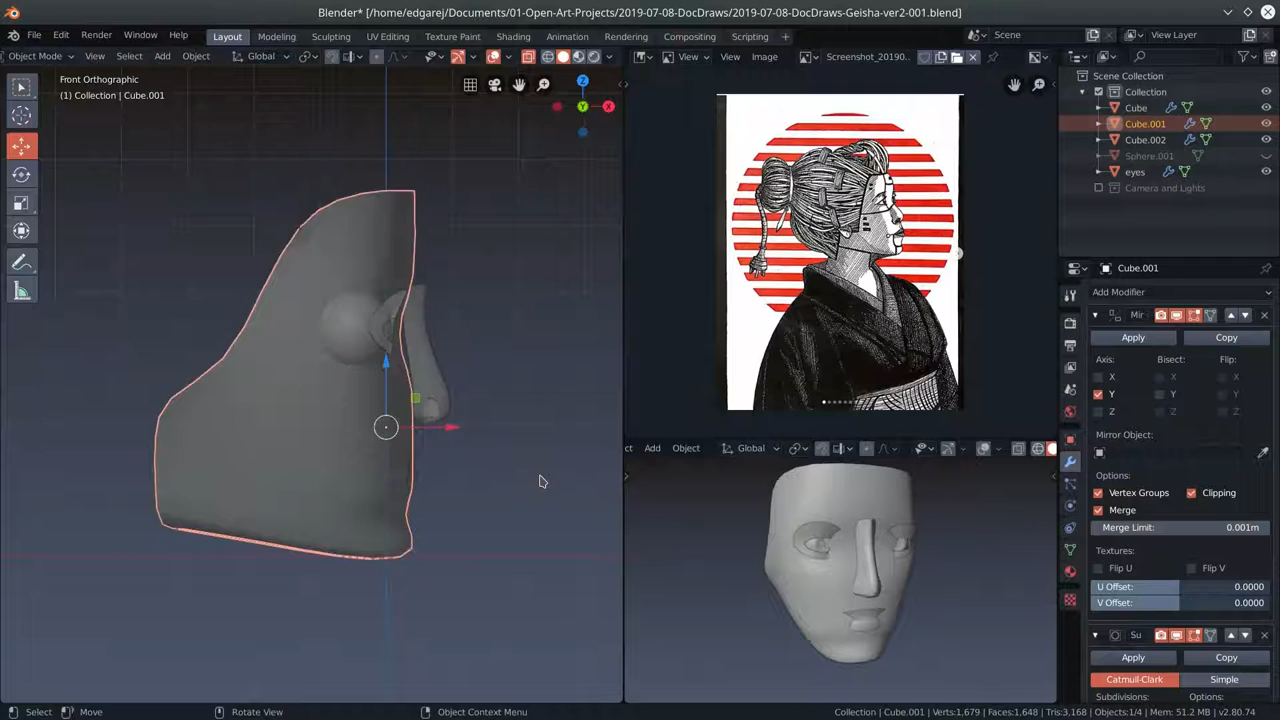 Blender* [/home/edgarej/Documents/01-Open-Art-Projects/2019-07-08-DocDraws/2019-07-08-DocDraws-Geisha-ver2-001.blend]
File Edit Render Window Help Layout Modeling Sculpting UV Editing Texture Paint Shading Animation Rendering Compositing Scripting + Scene View Layer
Object Mode View Select Add Object Global View View Image Screenshot_20190..
Front Orthographic
(1) Collection | Cube.001
Z
Y
X
Scene Collection
Collection
Cube
Cube.001
Cube.002
Sphere.001
eyes
Camera and Lights
Cube.001
Add Modifier
Mir
Apply Copy
Axis: Bisect: Flip:
X X
Y Y
Z Z
Mirror Object:
Options:
Vertex Groups Clipping
Merge
Merge Limit: 0.001m
Textures:
Flip U Flip V
U Offset: 0.0000
V Offset: 0.0000
Su
Apply Copy
Catmull-Clark Simple
Subdivisions: Options:
ct Add Object Global
Select Move Rotate View Object Context Menu Collection | Cube.001 | Verts:1,679 | Faces:1,648 | Tris:3,168 | Objects:1/4 | Mem: 51.2 MB | v2.80.74